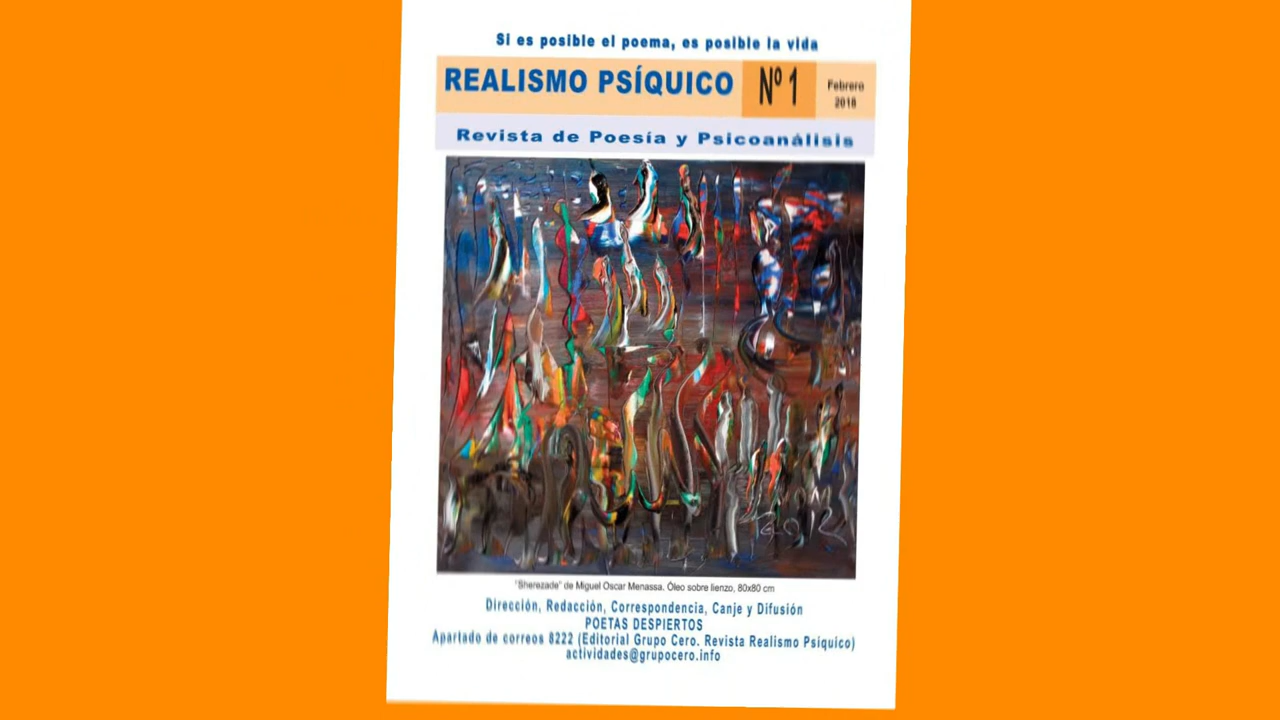 Si es posible el poema, es posible la vida
REALISMO PSÍQUICO Nº 1 Febrero 2018
Revista de Poesía y Psicoanálisis
"Sherezade" de Miguel Oscar Menassa. Óleo sobre lienzo, 80x80 cm
Dirección, Redacción, Correspondencia, Canje y Difusión
POETAS DESPIERTOS
Apartado de correos 8222 (Editorial Grupo Cero. Revista Realismo Psíquico)
actividades@grupocero.info